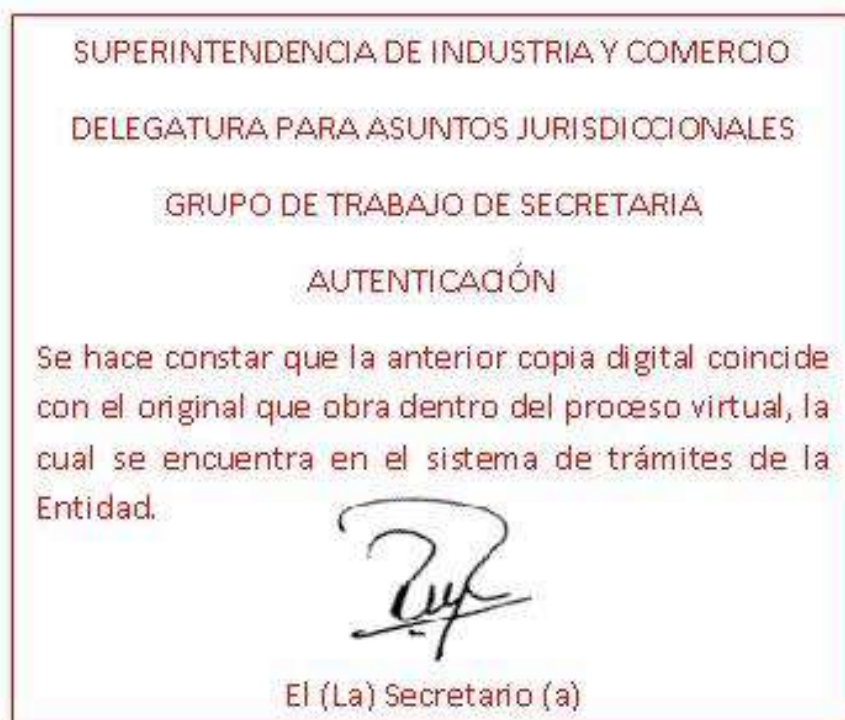 SUPERINTENDENCIA DE INDUSTRIA Y COMERCIO
DELEGATURA PARA ASUNTOS JURISDICCIONALES
GRUPO DE TRABAJO DE SECRETARIA
AUTENTICACIÓN
Se hace constar que la anterior copia digital coincide
con el original que obra dentro del proceso virtual, la
cual se encuentra en el sistema de trámites de la
Entidad.
El (La) Secretario (a)